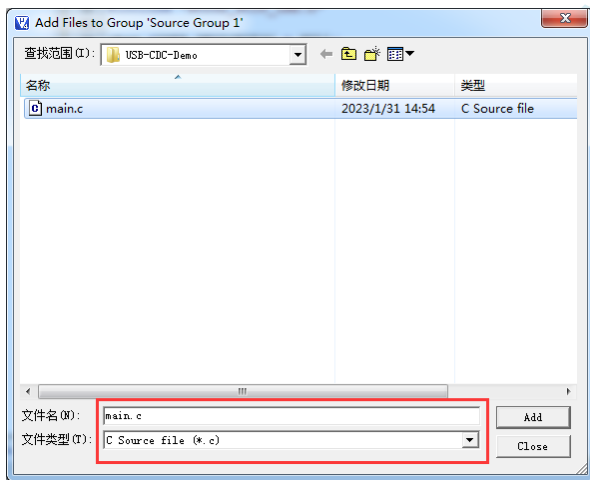 Add Files to Group 'Source Group 1'
查找范围(I): USB-CDC-Demo
名称 修改日期 类型
main.c 2023/1/31 14:54 C Source file
文件名(N): main.c Add
文件类型(T): C Source file (*.c) Close